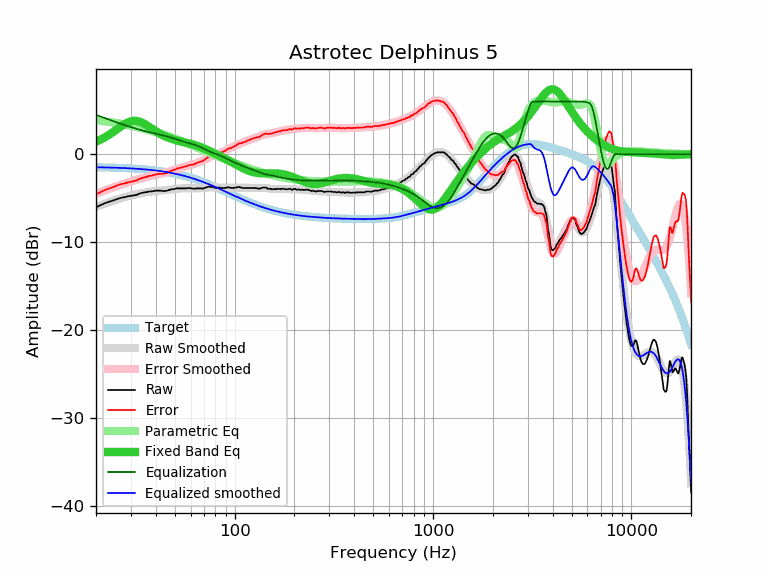 Astrotec Delphinus 5
Amplitude (dBr)
0
−10
−20
−30
−40
Target
Raw Smoothed
Error Smoothed
Raw
Error
Parametric Eq
Fixed Band Eq
Equalization
Equalized smoothed
100
1000
10000
Frequency (Hz)